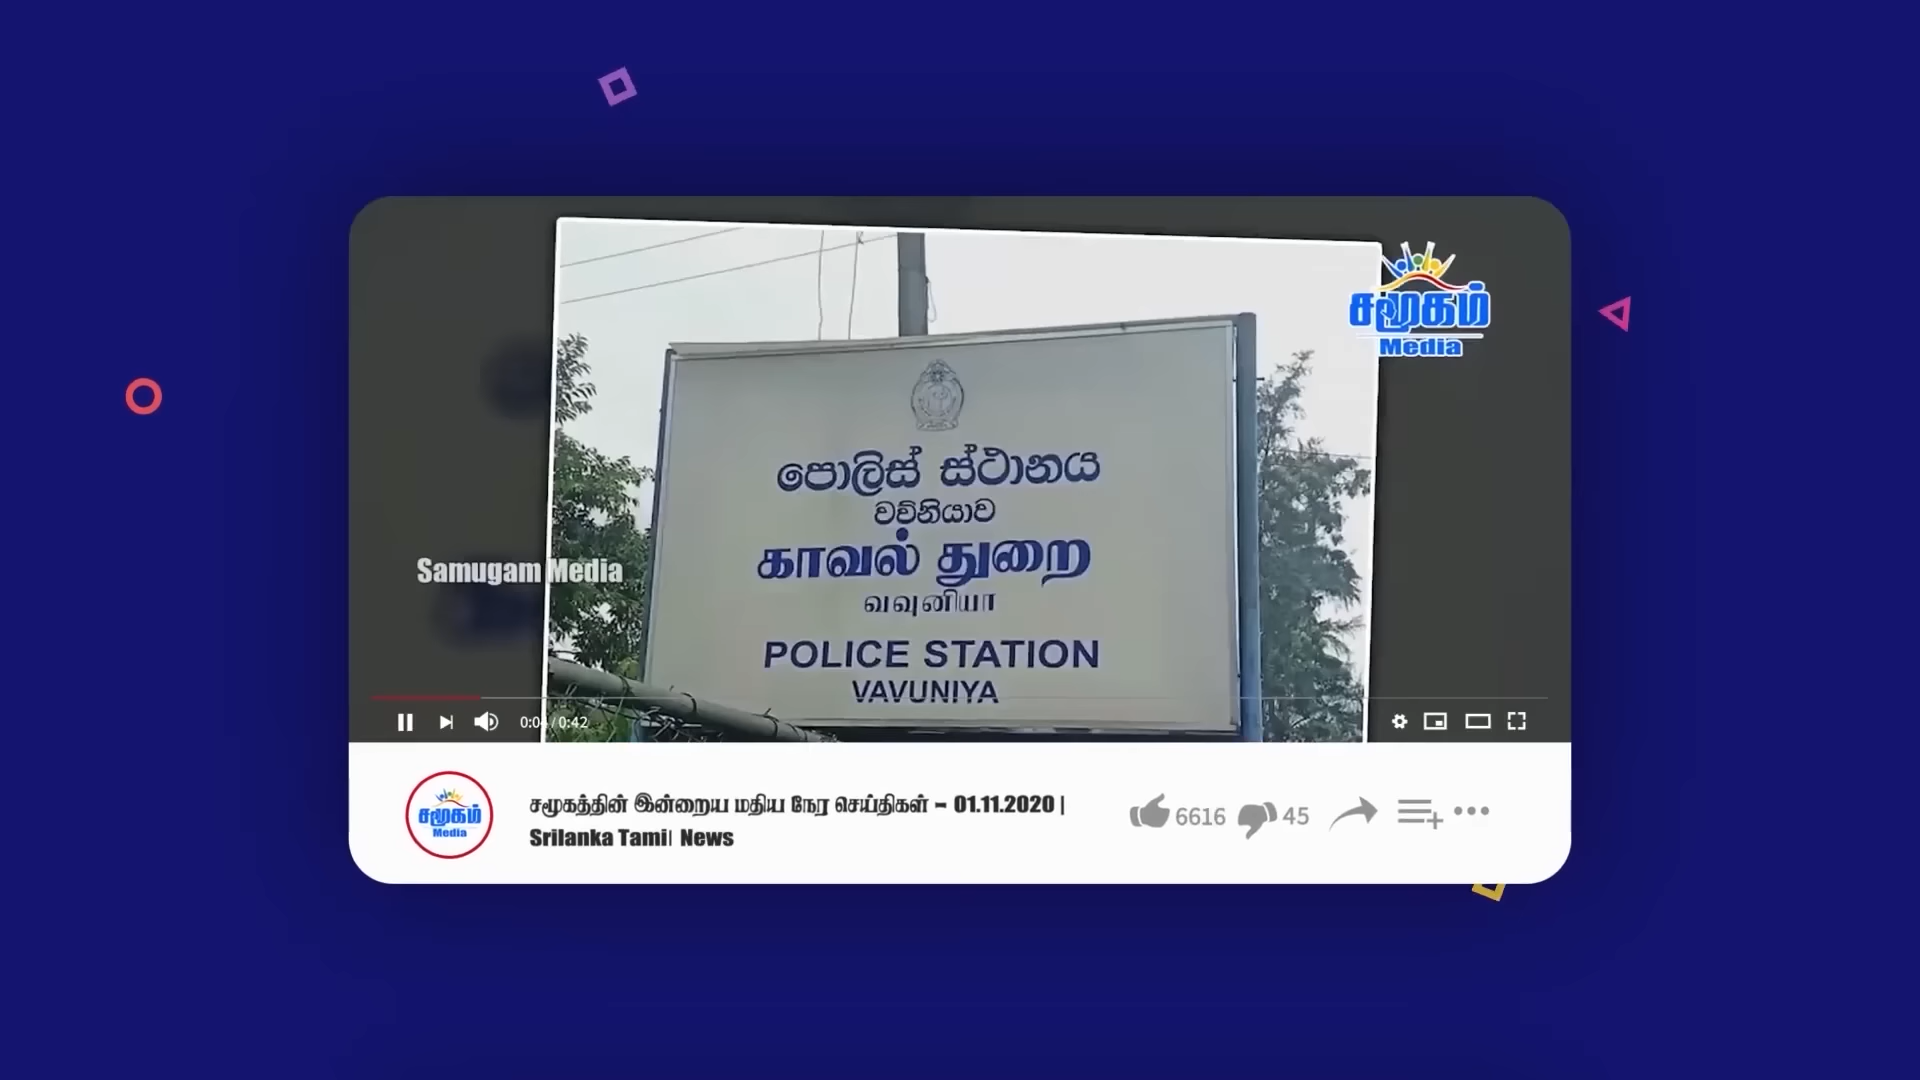 சமூகம்
Media
පොලිස් ස්ථානය
වව්නියාව
காவல் துறை
வவுனியா
POLICE STATION
VAVUNIYA
Samugam Media
0:04 / 0:42
சமூகம்
Media
சமூகத்தின் இன்றைய மதிய நேர செய்திகள் – 01.11.2020 |
Srilanka Tamil News
6616
45